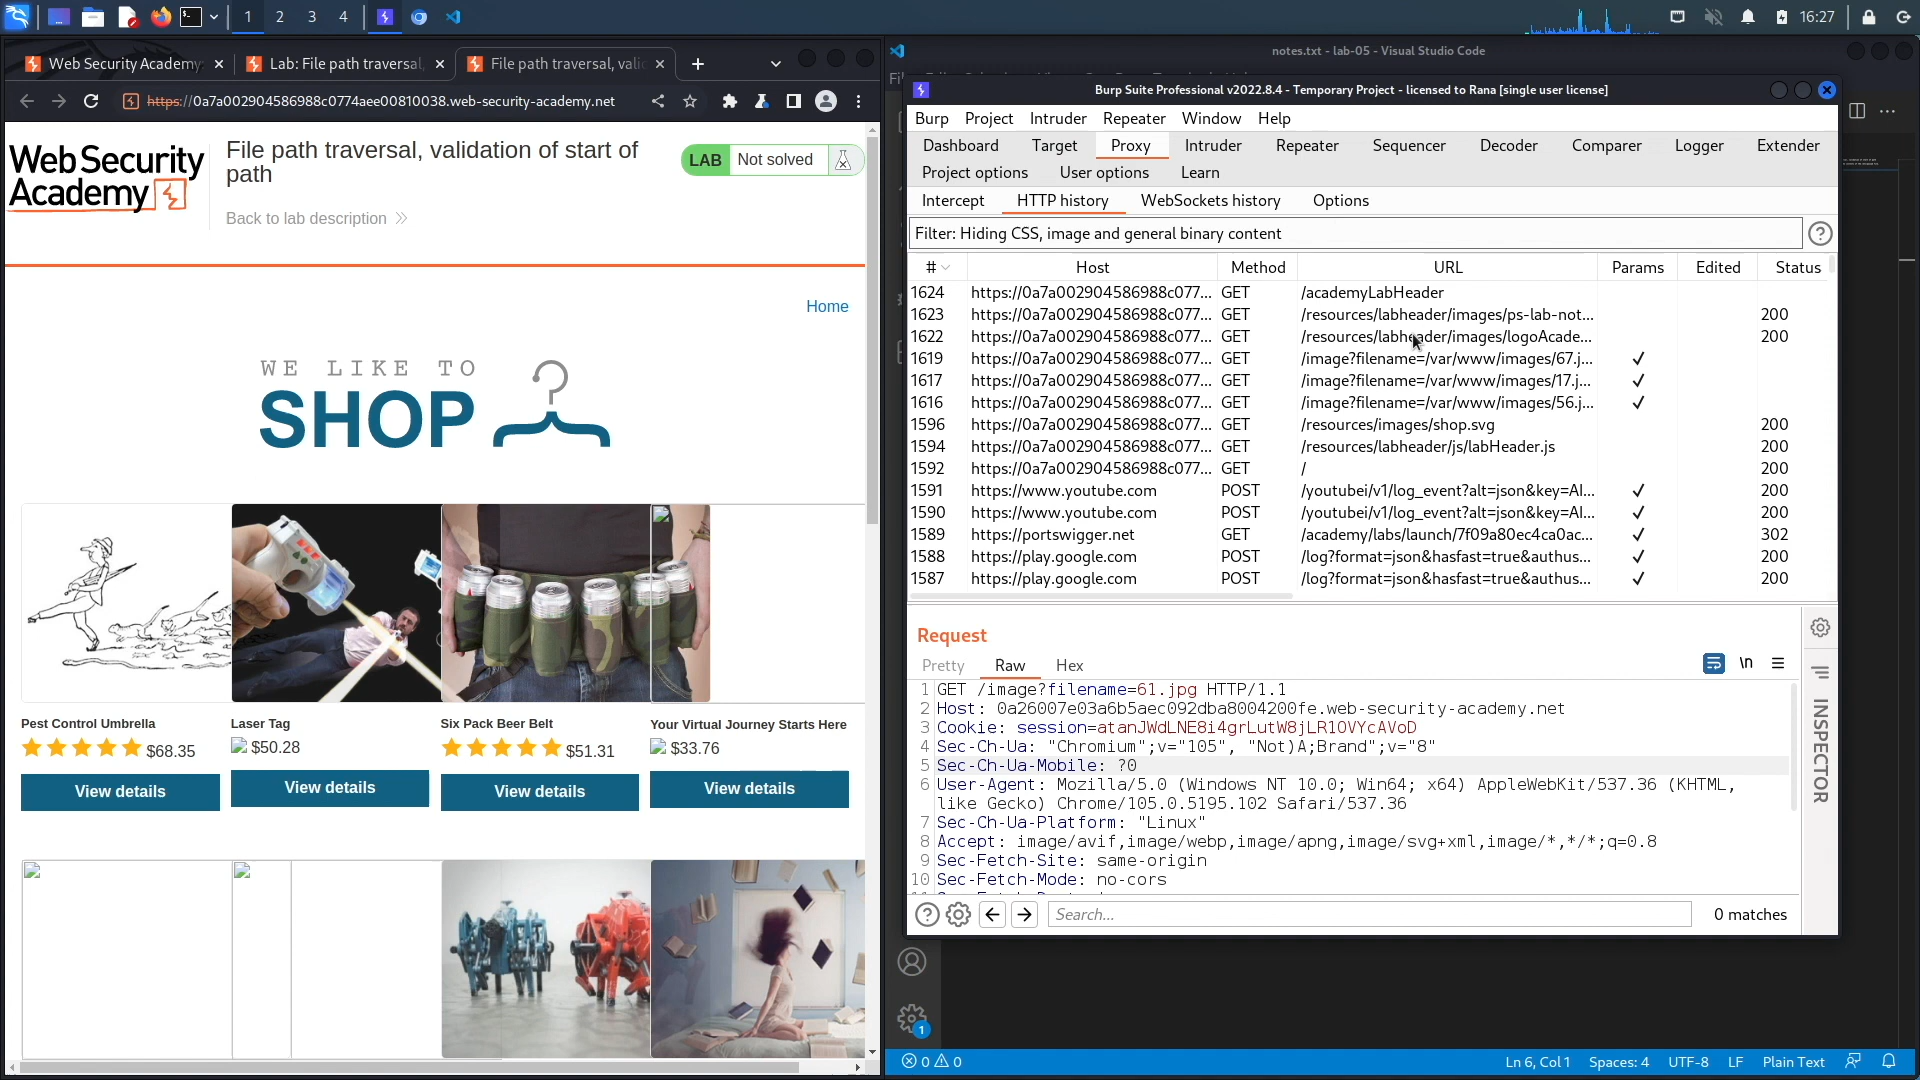 1 2 3 4
16:27
Web Security Academy
Lab: File path traversal,
File path traversal, valid
https://0a7a002904586988c0774aee00810038.web-security-academy.net
WebSecurity
Academy
File path traversal, validation of start of
path
LAB Not solved
Back to lab description
Home
WE LIKE TO
SHOP
Pest Control Umbrella
$68.35
View details
Laser Tag
$50.28
View details
Six Pack Beer Belt
$51.31
View details
Your Virtual Journey Starts Here
$33.76
View details
notes.txt - lab-05 - Visual Studio Code
Burp Suite Professional v2022.8.4 - Temporary Project - licensed to Rana [single user license]
Burp Project Intruder Repeater Window Help
Dashboard Target Proxy Intruder Repeater Sequencer Decoder Comparer Logger Extender
Project options User options Learn
Intercept HTTP history WebSockets history Options
Filter: Hiding CSS, image and general binary content
# Host Method URL Params Edited Status
1624 https://0a7a002904586988c077... GET /academyLabHeader
1623 https://0a7a002904586988c077... GET /resources/labheader/images/ps-lab-not... 200
1622 https://0a7a002904586988c077... GET /resources/labheader/images/logoAcade... 200
1619 https://0a7a002904586988c077... GET /image?filename=/var/www/images/67.j... ✓
1617 https://0a7a002904586988c077... GET /image?filename=/var/www/images/17.j... ✓
1616 https://0a7a002904586988c077... GET /image?filename=/var/www/images/56.j... ✓
1596 https://0a7a002904586988c077... GET /resources/images/shop.svg 200
1594 https://0a7a002904586988c077... GET /resources/labheader/js/labHeader.js 200
1592 https://0a7a002904586988c077... GET / 200
1591 https://www.youtube.com POST /youtubei/v1/log_event?alt=json&key=AI... ✓ 200
1590 https://www.youtube.com POST /youtubei/v1/log_event?alt=json&key=AI... ✓ 200
1589 https://portswigger.net GET /academy/labs/launch/7f09a80ec4ca0ac... ✓ 302
1588 https://play.google.com POST /log?format=json&hasfast=true&authus... ✓ 200
1587 https://play.google.com POST /log?format=json&hasfast=true&authus... ✓ 200
Request
Pretty Raw Hex
\n
1 GET /image?filename=61.jpg HTTP/1.1
2 Host: 0a26007e03a6b5aec092dba8004200fe.web-security-academy.net
3 Cookie: session=atanJWdLNE8i4grLutW8jLR1OVYcAVoD
4 Sec-Ch-Ua: "Chromium";v="105", "Not)A;Brand";v="8"
5 Sec-Ch-Ua-Mobile: ?0
6 User-Agent: Mozilla/5.0 (Windows NT 10.0; Win64; x64) AppleWebKit/537.36 (KHTML,
like Gecko) Chrome/105.0.5195.102 Safari/537.36
7 Sec-Ch-Ua-Platform: "Linux"
8 Accept: image/avif,image/webp,image/apng,image/svg+xml,image/*,*/*;q=0.8
9 Sec-Fetch-Site: same-origin
10 Sec-Fetch-Mode: no-cors
INSPECTOR
Search...
0 matches
1
0 0
Ln 6, Col 1 Spaces: 4 UTF-8 LF Plain Text